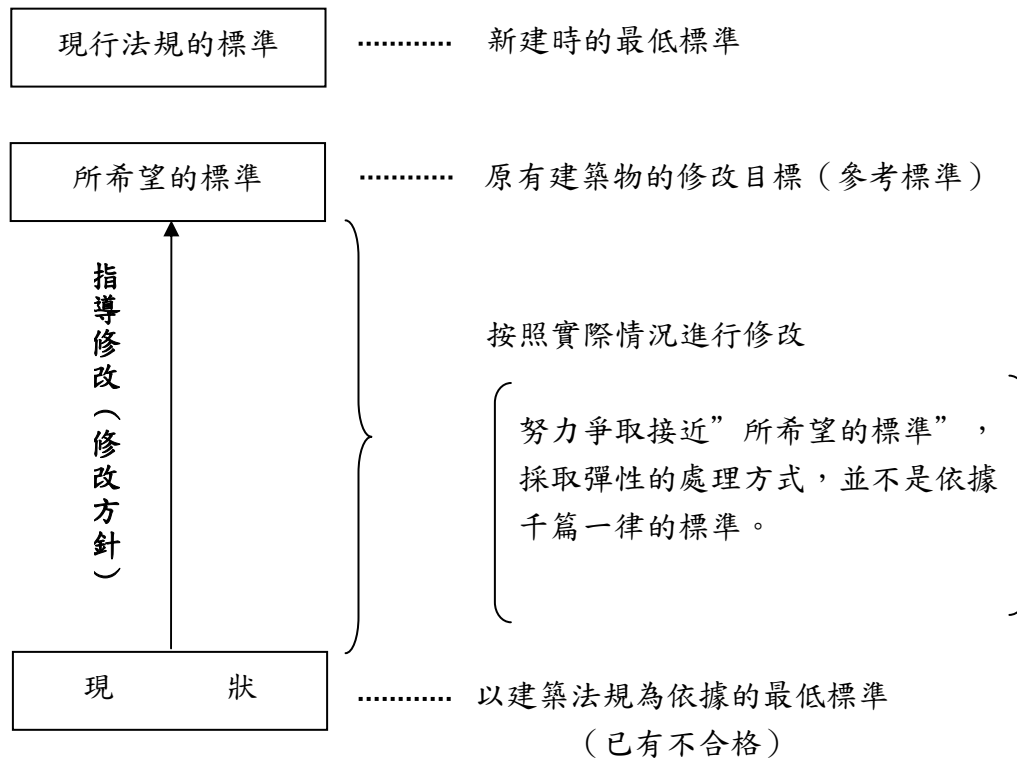 現行法規的標準 ............ 新建時的最低標準
所希望的標準 ............ 原有建築物的修改目標（參考標準）
指導修改（修改方針）
按照實際情況進行修改
努力爭取接近”所希望的標準”，
採取彈性的處理方式，並不是依據
千篇一律的標準。
現　　狀 ............ 以建築法規為依據的最低標準
（已有不合格）